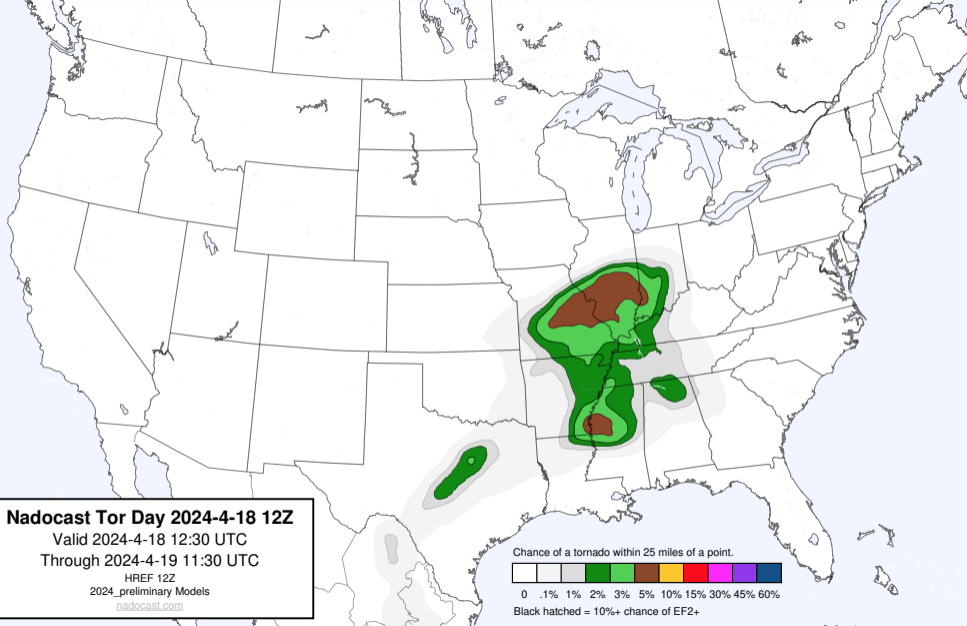 Nadocast Tor Day 2024-4-18 12Z
Valid 2024-4-18 12:30 UTC
Through 2024-4-19 11:30 UTC
HREF 12Z
2024_preliminary Models
nadocast.com
Chance of a tornado within 25 miles of a point.
0 .1% 1% 2% 3% 5% 10% 15% 30% 45% 60%
Black hatched = 10%+ chance of EF2+